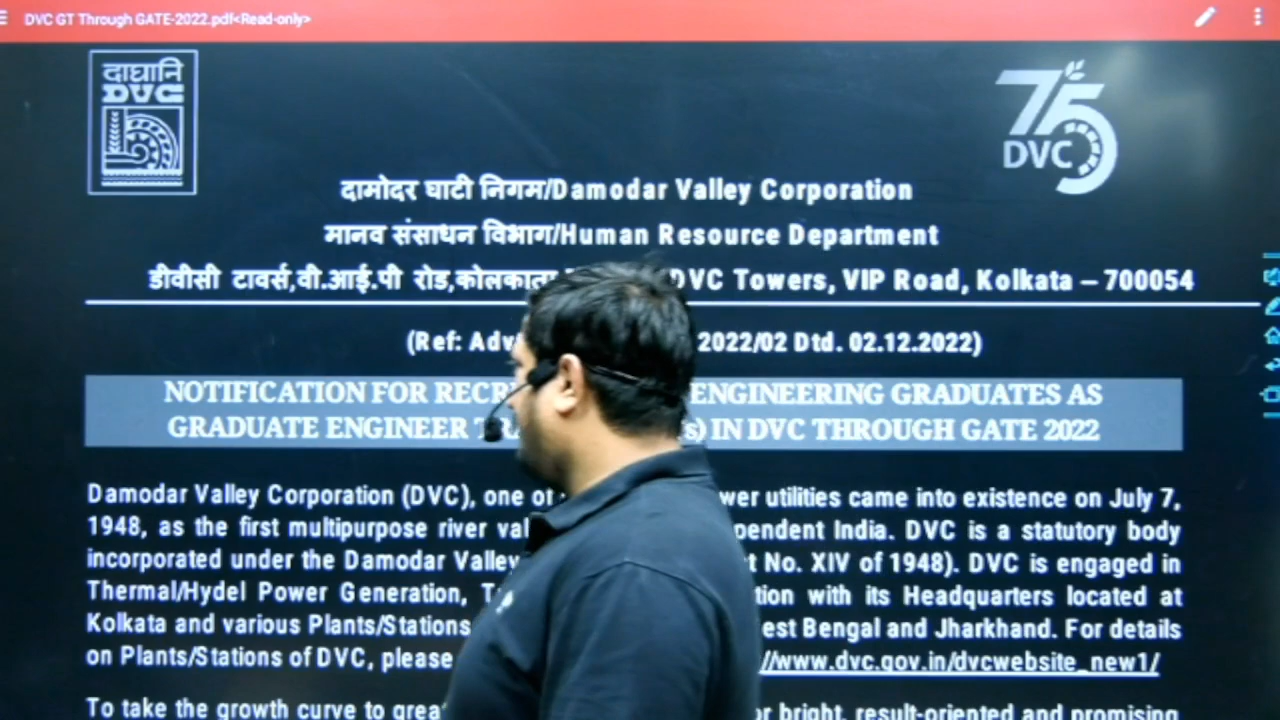 DVC GT Through GATE-2022.pdf<Read-only>
दाघानि
DVC
75
DVC
दामोदर घाटी निगम/Damodar Valley Corporation
मानव संसाधन विभाग/Human Resource Department
डीवीसी टावर्स,वी.आई.पी रोड,कोलकाता DVC Towers, VIP Road, Kolkata – 700054
(Ref: Adv 2022/02 Dtd. 02.12.2022)
NOTIFICATION FOR RECR ENGINEERING GRADUATES AS
GRADUATE ENGINEER TRA s) IN DVC THROUGH GATE 2022
Damodar Valley Corporation (DVC), one of wer utilities came into existence on July 7,
1948, as the first multipurpose river val pendent India. DVC is a statutory body
incorporated under the Damodar Valley t No. XIV of 1948). DVC is engaged in
Thermal/Hydel Power Generation, T tion with its Headquarters located at
Kolkata and various Plants/Stations est Bengal and Jharkhand. For details
on Plants/Stations of DVC, please //www.dvc.gov.in/dvcwebsite_new1/
To take the growth curve to grea or bright, result-oriented and promising